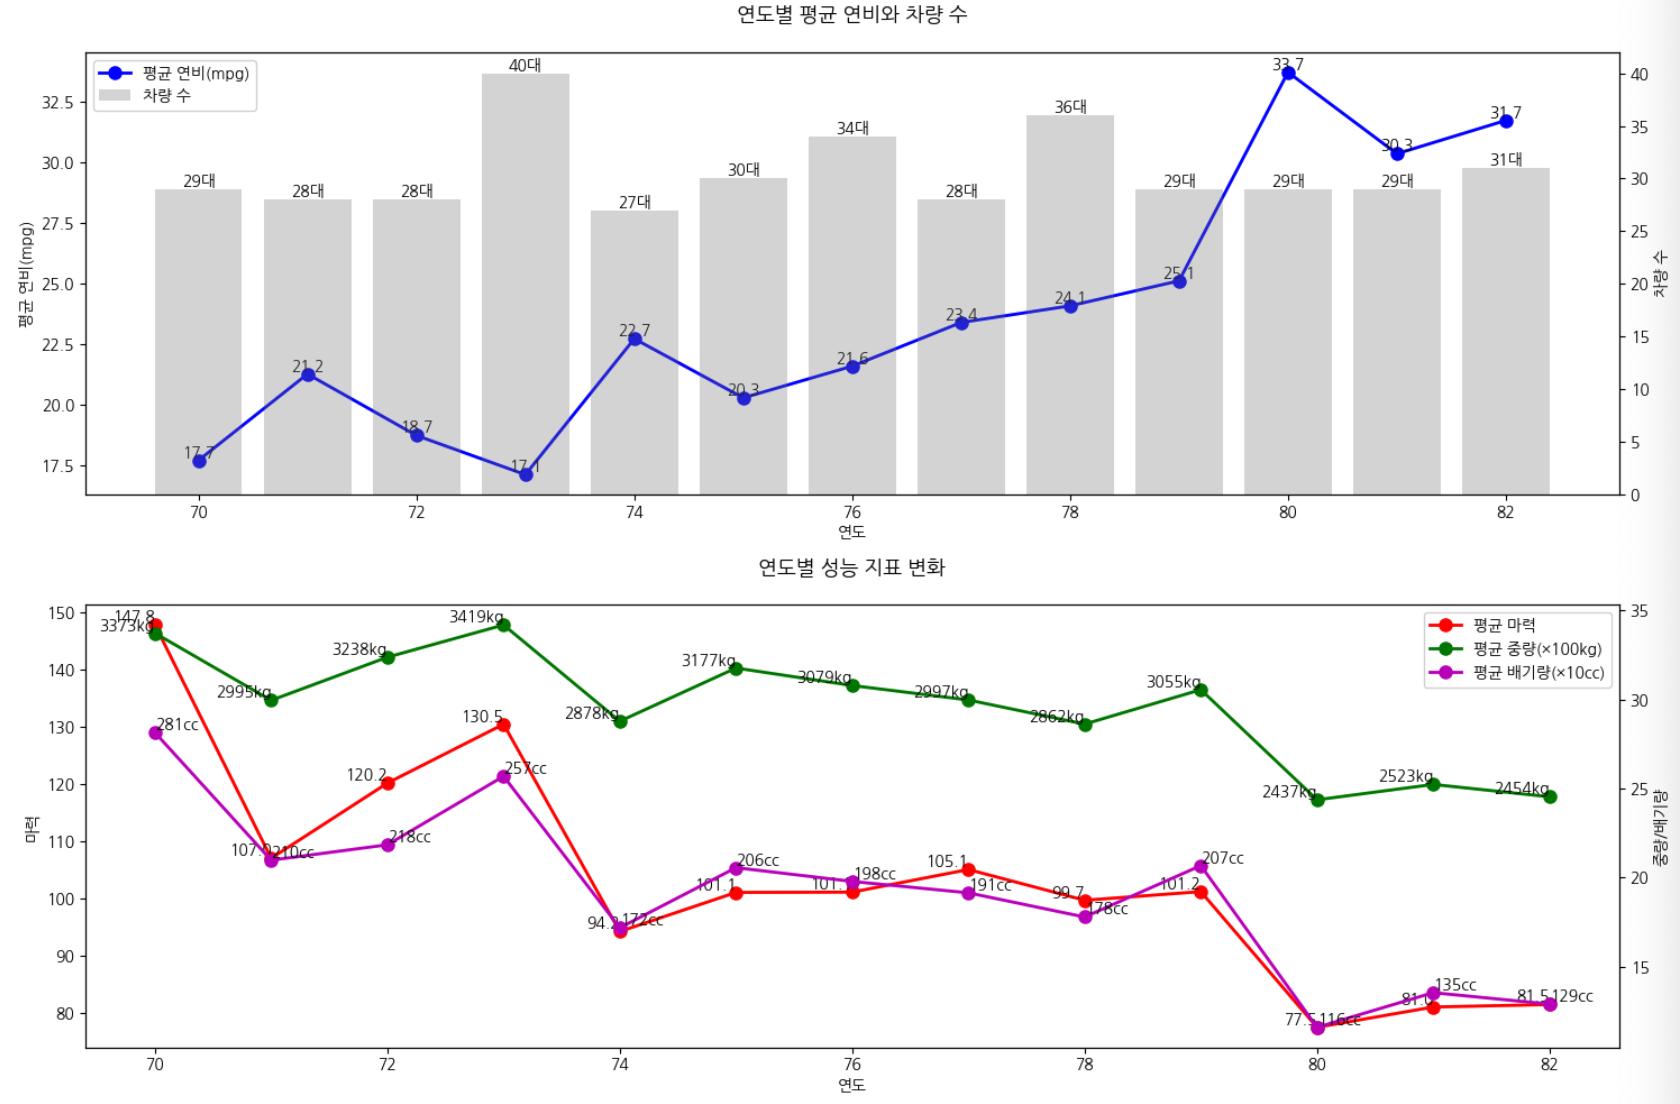 연도별 평균 연비와 차량 수
평균 연비(mpg)
차량 수
29대
28대
28대
40대
27대
30대
34대
28대
36대
29대
29대
29대
31대
17.7
21.2
18.7
17.1
22.7
20.3
21.6
23.4
24.1
25.1
33.7
30.3
31.7
32.5
30.0
27.5
25.0
22.5
20.0
17.5
평균 연비(mpg)
40
35
30
25
20
15
10
5
0
차량 수
70 72 74 76 78 80 82
연도
연도별 성능 지표 변화
평균 마력
평균 중량(×100kg)
평균 배기량(×10cc)
147.8
107.0
120.2
130.5
94.2
101.1
105.1
99.7
101.2
77.5
81.0
81.5
3373kg
2995kg
3238kg
3419kg
2878kg
3177kg
3079kg
2997kg
2862kg
3055kg
2437kg
2523kg
2454kg
281cc
210cc
218cc
257cc
172cc
206cc
198cc
191cc
178cc
207cc
116cc
135cc
129cc
150
140
130
120
110
100
90
80
마력
35
30
25
20
15
중량/배기량
70 72 74 76 78 80 82
연도